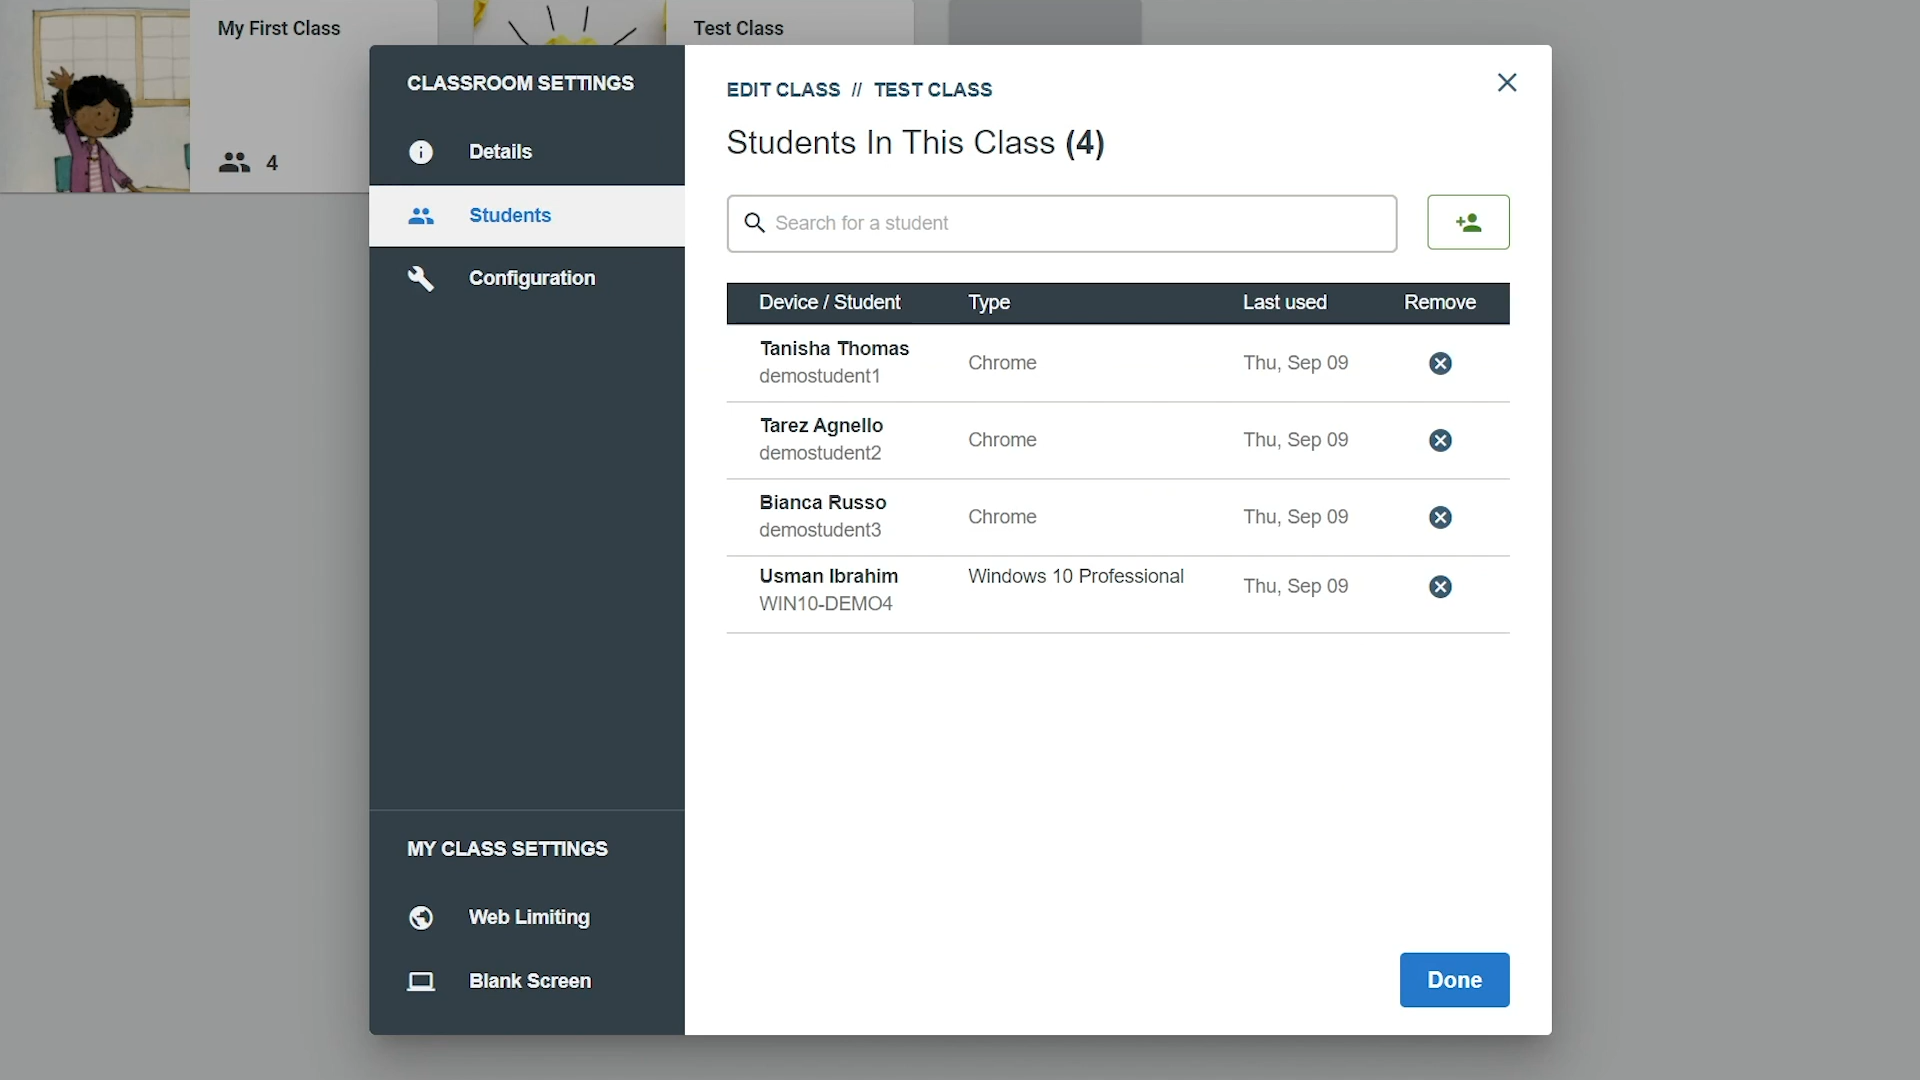 My First Class
Test Class
4
CLASSROOM SETTINGS
Details
Students
Configuration
MY CLASS SETTINGS
Web Limiting
Blank Screen
EDIT CLASS // TEST CLASS
Students In This Class (4)
Search for a student
Device / Student Type Last used Remove
Tanisha Thomas
demostudent1
Chrome Thu, Sep 09
Tarez Agnello
demostudent2
Chrome Thu, Sep 09
Bianca Russo
demostudent3
Chrome Thu, Sep 09
Usman Ibrahim
WIN10-DEMO4
Windows 10 Professional Thu, Sep 09
Done